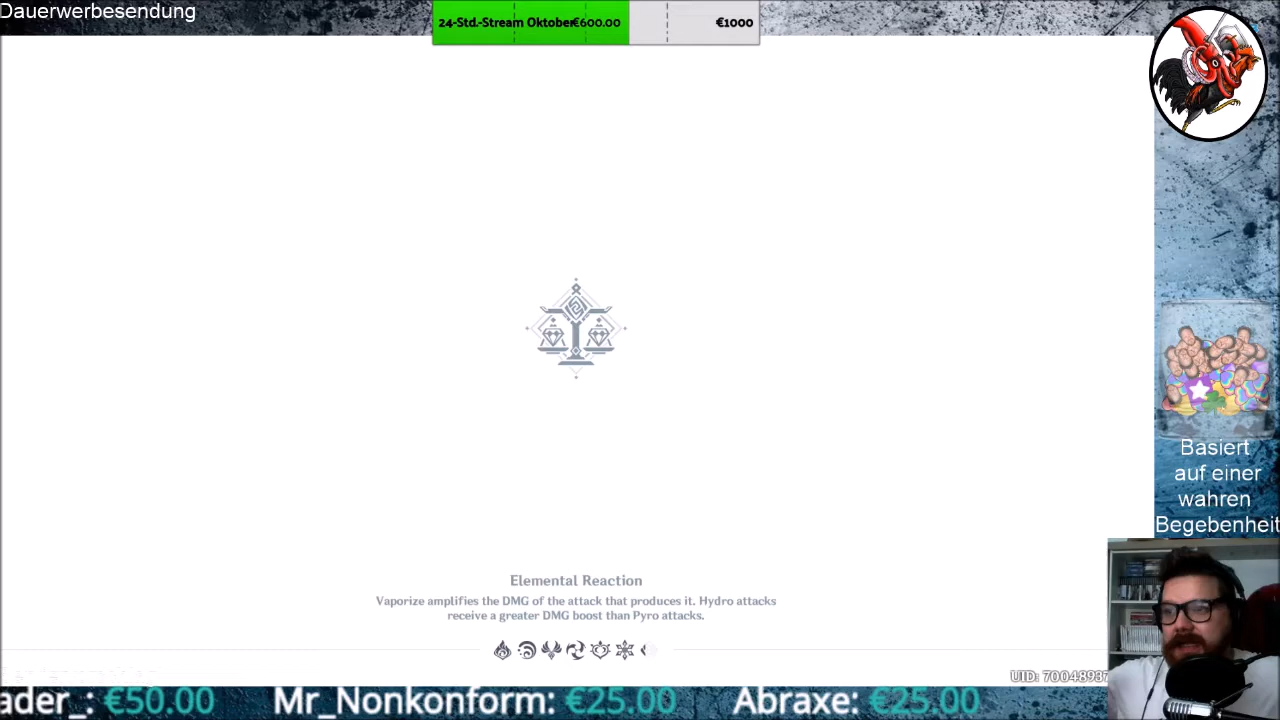 Dauerwerbesendung
24-Std.-Stream Oktober €600.00 €1000
Basiert
auf einer
wahren
Begebenheit
Elemental Reaction
Vaporize amplifies the DMG of the attack that produces it. Hydro attacks
receive a greater DMG boost than Pyro attacks.
UID: 70048937
ader_: €50.00 Mr_Nonkonform: €25.00 Abraxe: €25.00